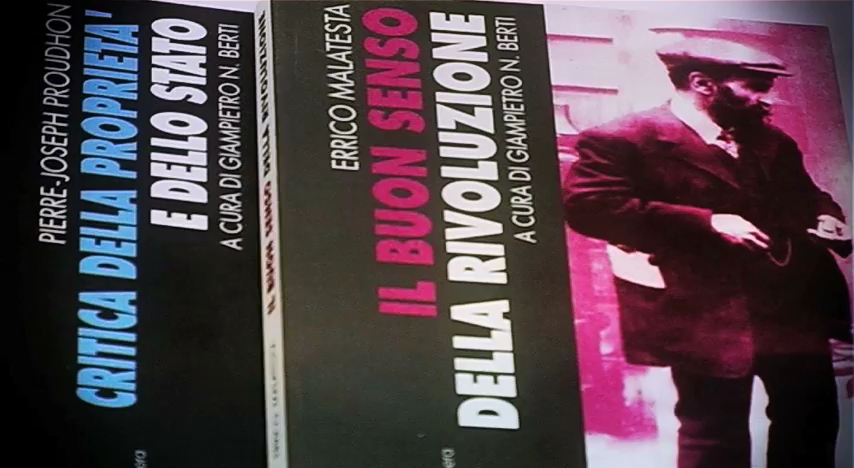 PIERRE-JOSEPH PROUDHON
CRITICA DELLA PROPRIETA'
E DELLO STATO
A CURA DI GIAMPIETRO N. BERTI
IL BUON SENSO DELLA RIVOLUZIONE
ERRICO MALATESTA
IL BUON SENSO
DELLA RIVOLUZIONE
A CURA DI GIAMPIETRO N. BERTI